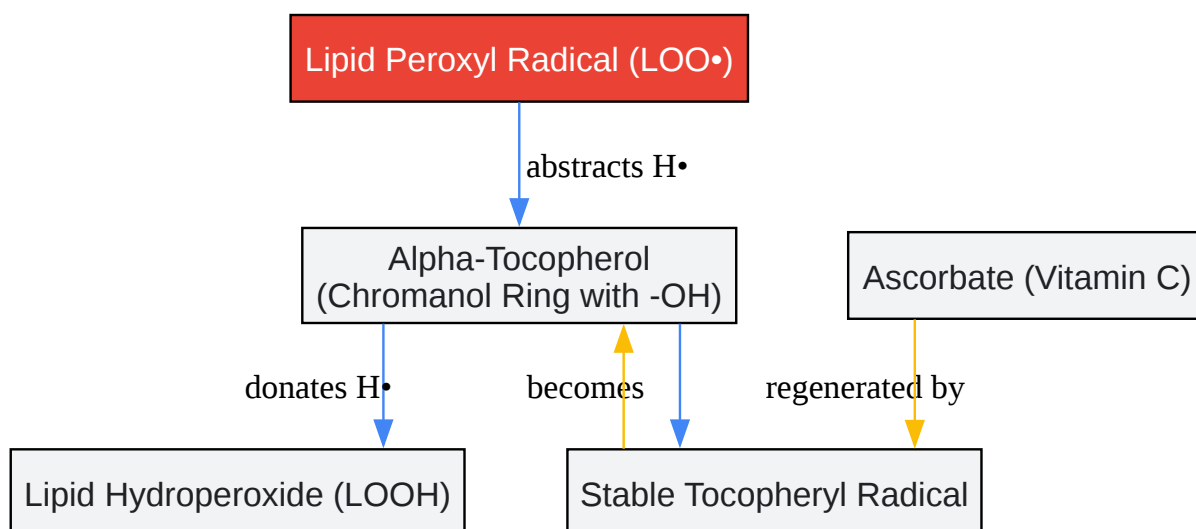 Lipid Peroxyl Radical (LOO•)
abstracts H•
Alpha-Tocopherol
(Chromanol Ring with -OH)
Ascorbate (Vitamin C)
donates H•
becomes
regenerated by
Lipid Hydroperoxide (LOOH)
Stable Tocopheryl Radical